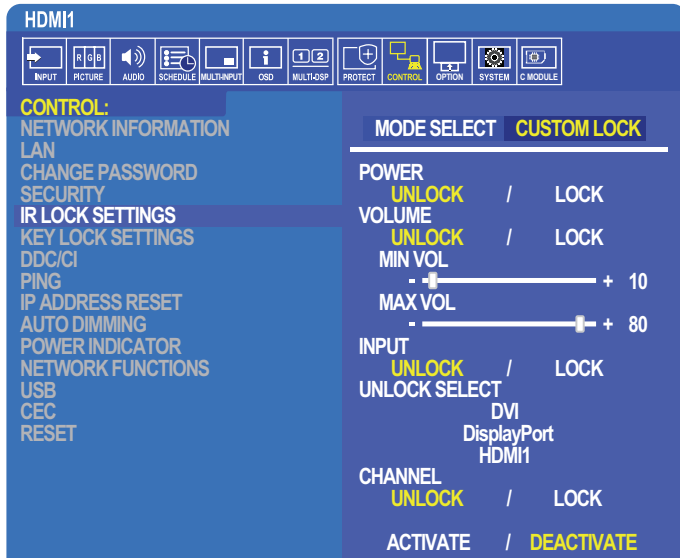 HDMI1
INPUT RGB PICTURE AUDIO SCHEDULE MULTI-INPUT OSD 1 2 MULTI-DSP PROTECT CONTROL OPTION SYSTEM C MODULE
CONTROL:
NETWORK INFORMATION
LAN
CHANGE PASSWORD
SECURITY
IR LOCK SETTINGS
KEY LOCK SETTINGS
DDC/CI
PING
IP ADDRESS RESET
AUTO DIMMING
POWER INDICATOR
NETWORK FUNCTIONS
USB
CEC
RESET
MODE SELECT CUSTOM LOCK
POWER
UNLOCK / LOCK
VOLUME
UNLOCK / LOCK
MIN VOL
- + 10
MAX VOL
- + 80
INPUT
UNLOCK / LOCK
UNLOCK SELECT
DVI
DisplayPort
HDMI1
CHANNEL
UNLOCK / LOCK
ACTIVATE / DEACTIVATE